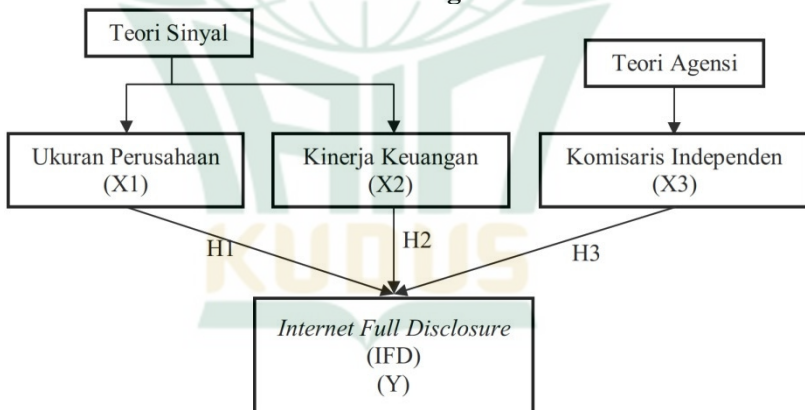 Teori Sinyal
Teori Agensi
Ukuran Perusahaan
(X1)
Kinerja Keuangan
(X2)
Komisaris Independen
(X3)
H1
H2
H3
KUDUS
Internet Full Disclosure
(IFD)
(Y)